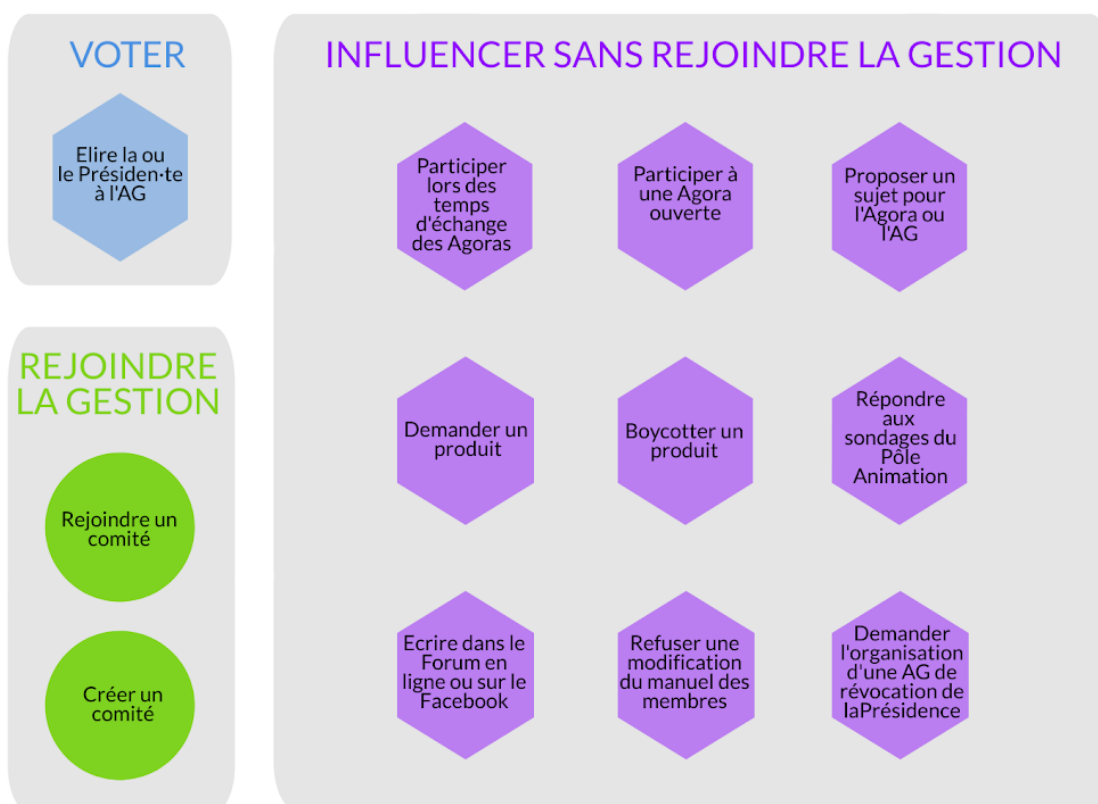 VOTER
Elire la ou
le Présiden·te
à l'AG
REJOINDRE
LA GESTION
Rejoindre un
comité
Créer un
comité
INFLUENCER SANS REJOINDRE LA GESTION
Participer
lors des
temps
d'échange
des Agoras
Participer à
une Agora
ouverte
Proposer un
sujet pour
l'Agora ou
l'AG
Demander un
produit
Boycotter un
produit
Répondre
aux
sondages du
Pôle
Animation
Ecrire dans le
Forum en
ligne ou sur le
Facebook
Refuser une
modification
du manuel des
membres
Demander
l'organisation
d'une AG de
révocation de
laPrésidence